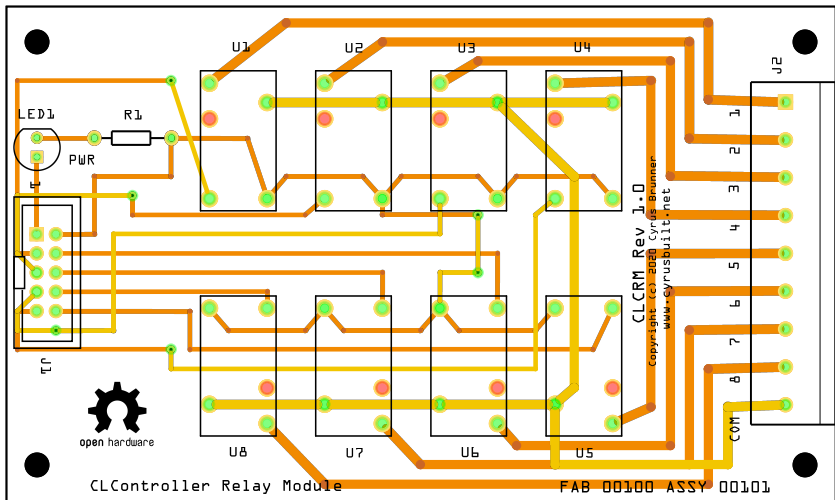 U1
U2
U3
U4
J2
LED1
R1
PWR
1
1
2
3
4
5
6
7
8
COM
CLCRM Rev 1.0
Copyright (c) 2020 Cyrus Brunner
www.cyrusbuilt.net
J1
open hardware
U8
U7
U6
U5
CLController Relay Module
FAB 00100 ASSY 00101